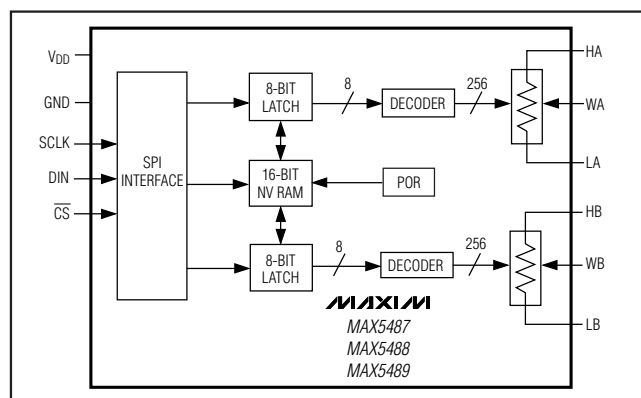 VDD
GND
SCLK
DIN
CS
SPI
INTERFACE
8-BIT
LATCH
8
DECODER
256
HA
WA
LA
16-BIT
NV RAM
POR
8-BIT
LATCH
8
DECODER
256
HB
WB
LB
MAXIM
MAX5487
MAX5488
MAX5489